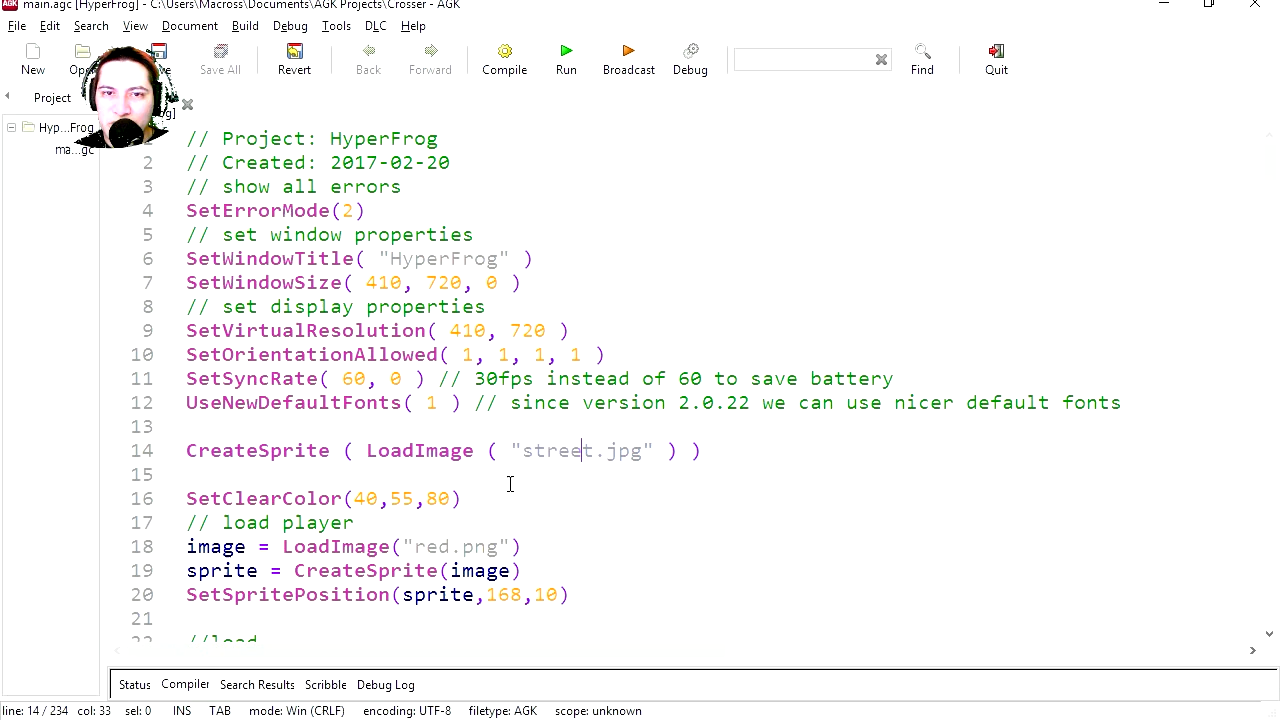 main.agc [HyperFrog] - C:\Users\Macross\Documents\AGK Projects\Crosser - AGK
File Edit Search View Document Build Debug Tools DLC Help
New Save All Revert Back Forward Compile Run Broadcast Debug Find Quit
Project
Hyp...Frog
ma...gc
// Project: HyperFrog
2 // Created: 2017-02-20
3 // show all errors
4 SetErrorMode(2)
5 // set window properties
6 SetWindowTitle( "HyperFrog" )
7 SetWindowSize( 410, 720, 0 )
8 // set display properties
9 SetVirtualResolution( 410, 720 )
10 SetOrientationAllowed( 1, 1, 1, 1 )
11 SetSyncRate( 60, 0 ) // 30fps instead of 60 to save battery
12 UseNewDefaultFonts( 1 ) // since version 2.0.22 we can use nicer default fonts
13
14 CreateSprite ( LoadImage ( "street.jpg" ) )
15
16 SetClearColor(40,55,80)
17 // load player
18 image = LoadImage("red.png")
19 sprite = CreateSprite(image)
20 SetSpritePosition(sprite,168,10)
21
22 //load
Status Compiler Search Results Scribble Debug Log
line: 14 / 234 col: 33 sel: 0 INS TAB mode: Win (CRLF) encoding: UTF-8 filetype: AGK scope: unknown